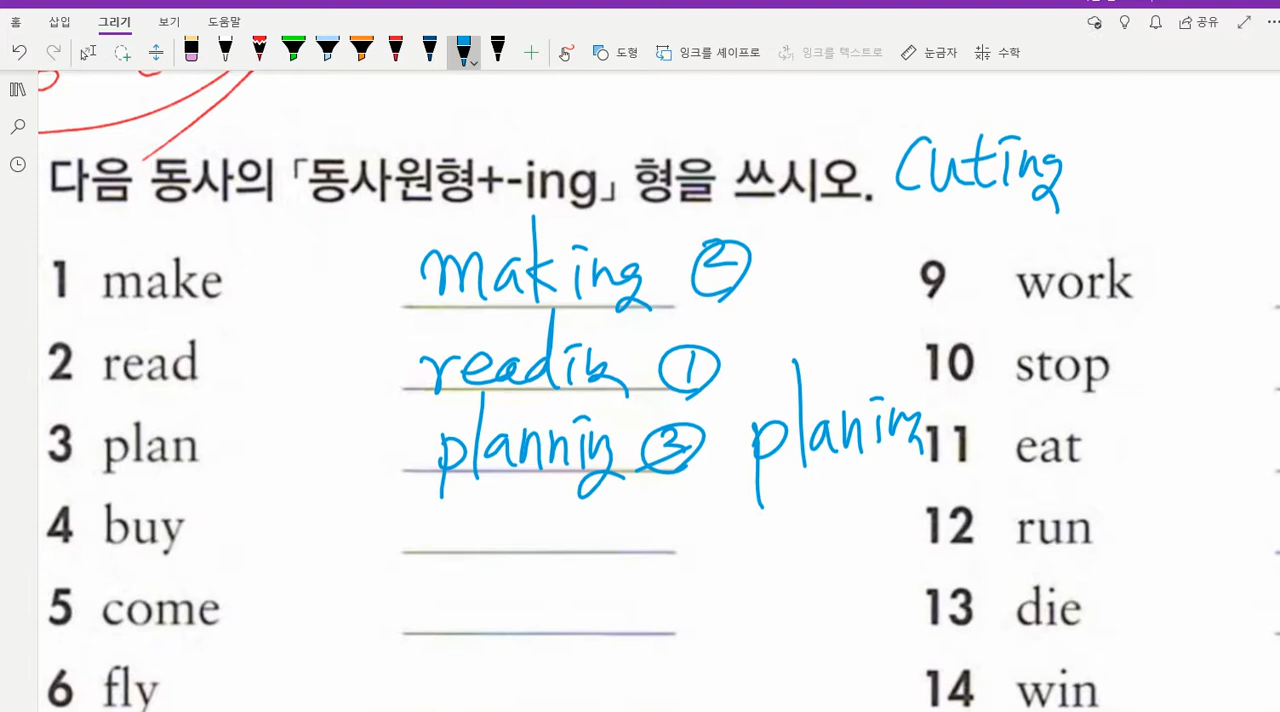 홈 삽입 그리기 보기 도움말 공유
도형 잉크를 셰이프로 잉크를 텍스트로 눈금자 수학
다음 동사의 「동사원형+-ing」 형을 쓰시오. Cuting
1 make making ② 9 work
2 read readin ① 10 stop
3 plan planning ③ planing 11 eat
4 buy 12 run
5 come 13 die
6 fly 14 win